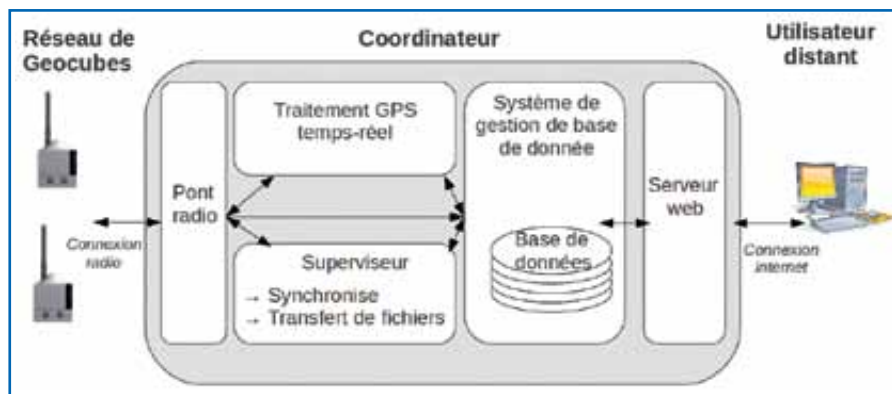 Réseau de
Geocubes
Coordinateur
Utilisateur
distant
Connexion
radio
Pont
radio
Traitement GPS
temps-réel
Superviseur
→ Synchronise
→ Transfert de fichiers
Système de
gestion de base
de donnée
Base de
données
Serveur
web
Connexion
internet